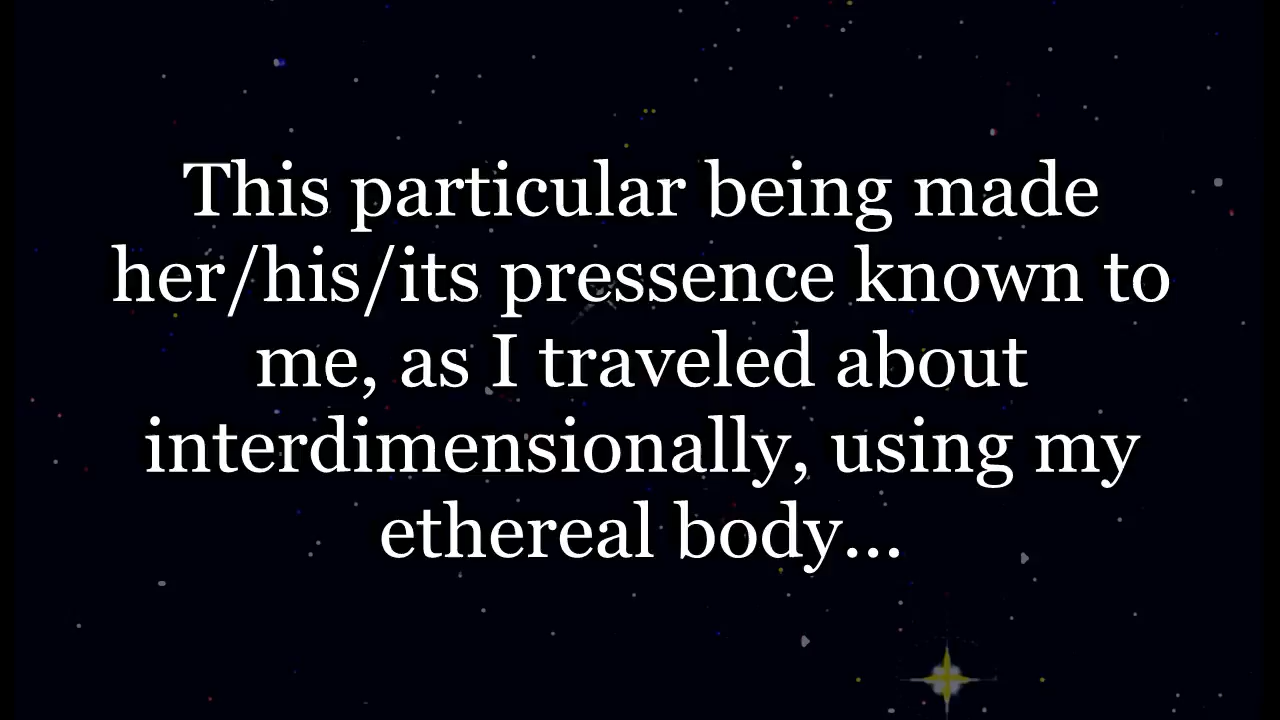 This particular being made
her/his/its pressence known to
me, as I traveled about
interdimensionally, using my
ethereal body...